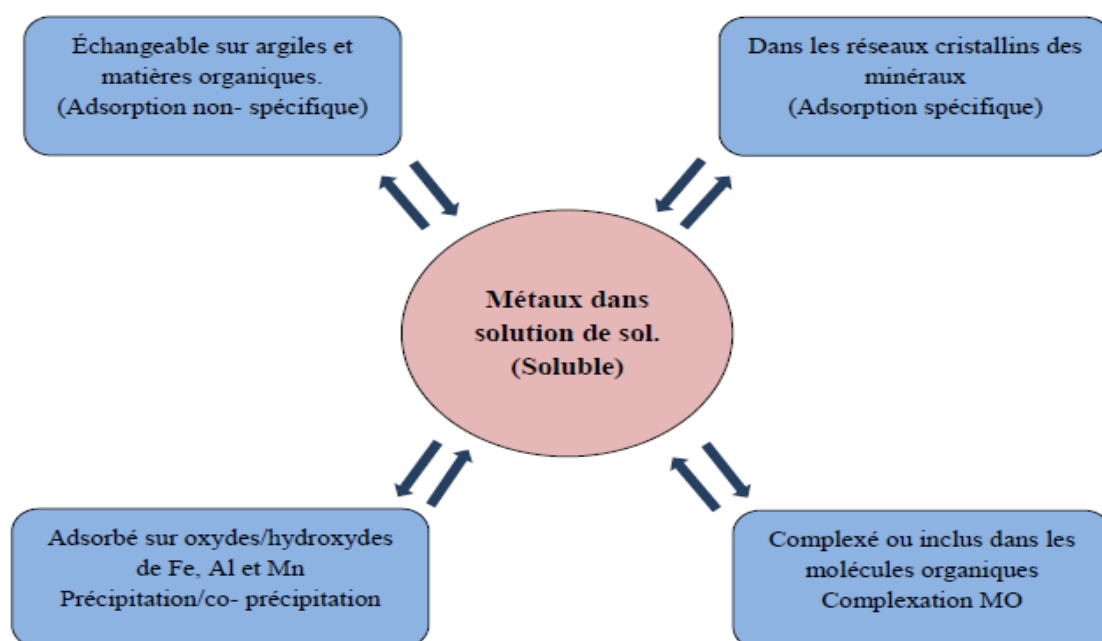 Échangeable sur argiles et
matières organiques.
(Adsorption non- spécifique)
Dans les réseaux cristallins des
minéraux
(Adsorption spécifique)
Métaux dans
solution de sol.
(Soluble)
Adsorbé sur oxydes/hydroxydes
de Fe, Al et Mn
Précipitation/co- précipitation
Complexé ou inclus dans les
molécules organiques
Complexation MO